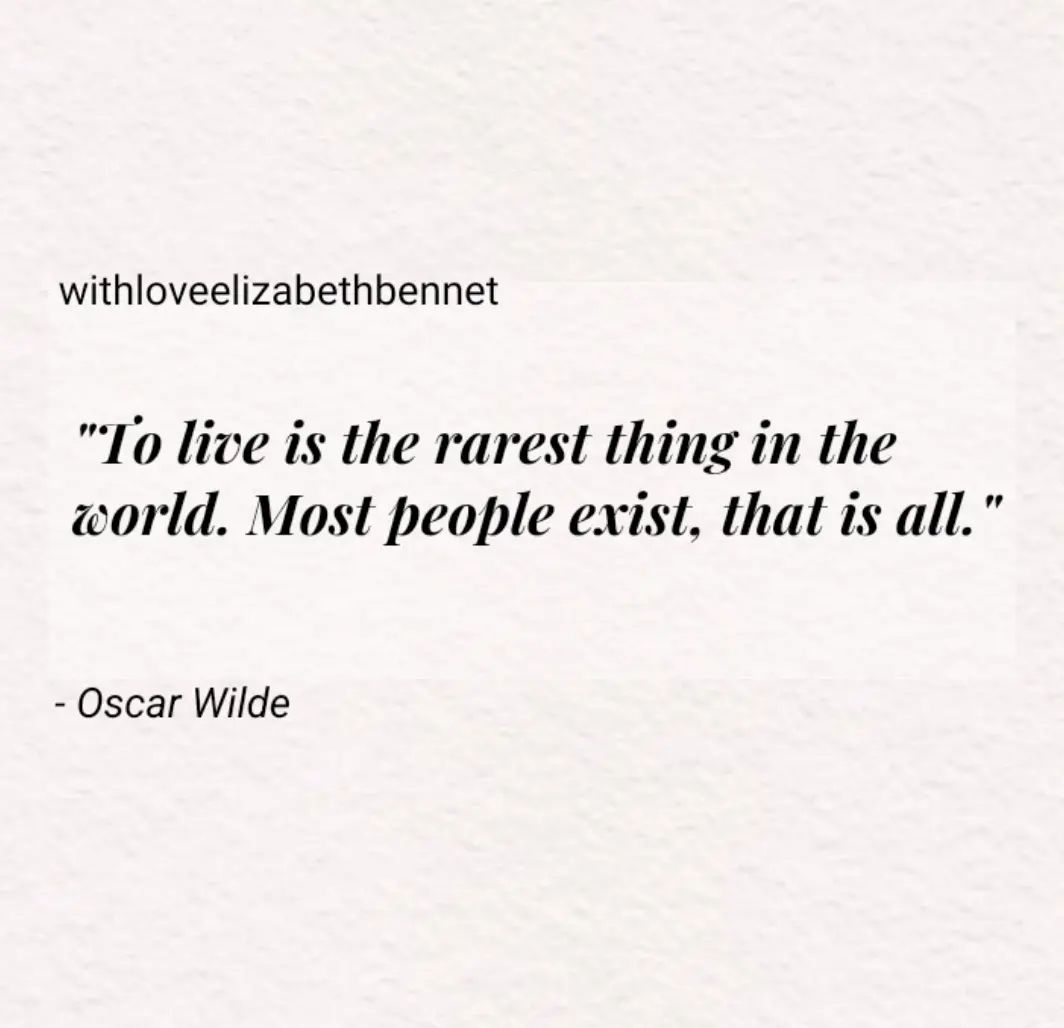 withloveelizabethbennet
"To live is the rarest thing in the
world. Most people exist, that is all."
- Oscar Wilde